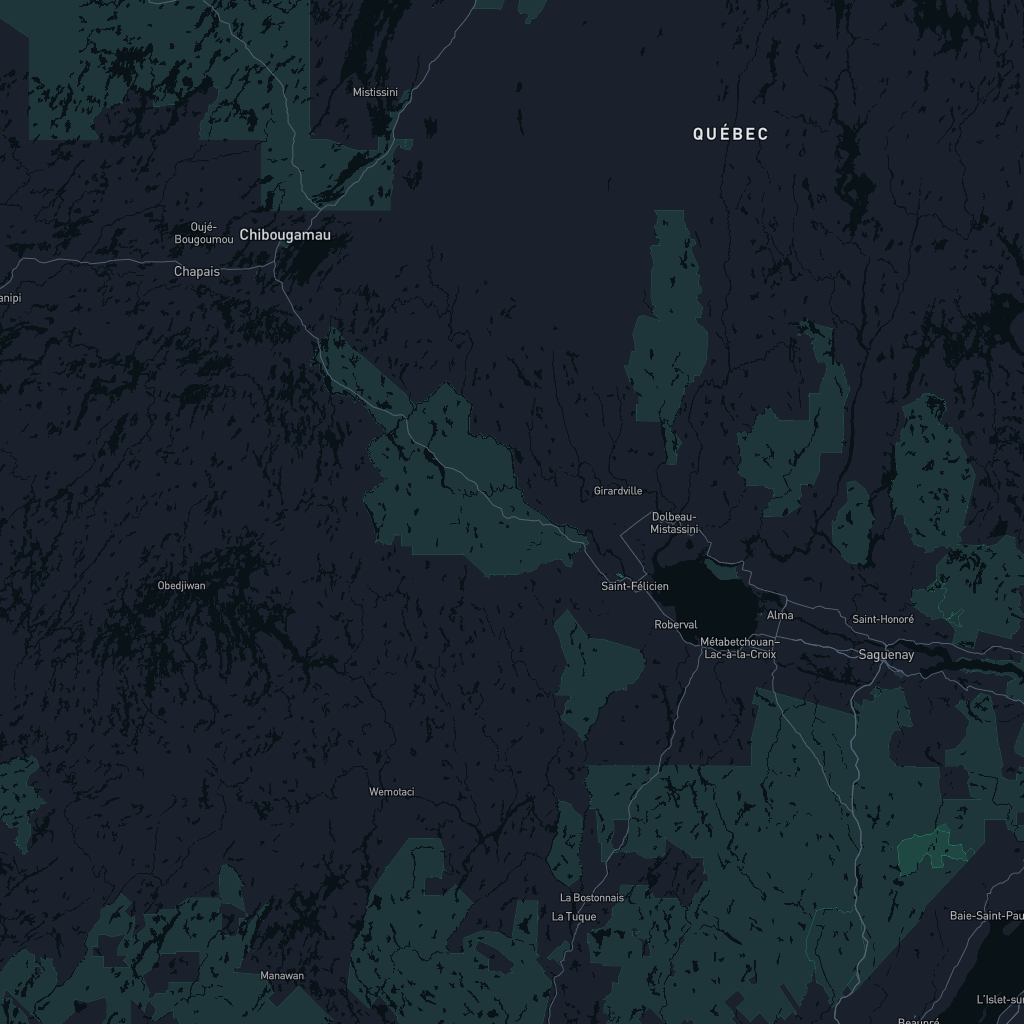 Mistissini
QUÉBEC
Oujé-
Bougoumou
Chibougamau
Chapais
anipi
Girardville
Dolbeau-
Mistassini
Obedjiwan
Saint-Félicien
Alma
Saint-Honoré
Roberval
Métabetchouan–
Lac-à-la-Croix
Saguenay
Wemotaci
La Bostonnais
La Tuque
Baie-Saint-Pau
Manawan
L'Islet-sur
Beaupré